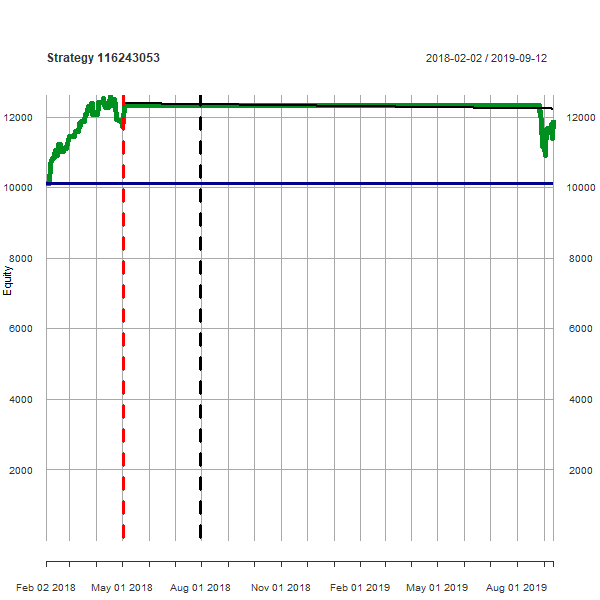 Strategy 116243053
2018-02-02 / 2019-09-12
12000
12000
10000
10000
8000
8000
Equity
6000
6000
4000
4000
2000
2000
Feb 02 2018
May 01 2018
Aug 01 2018
Nov 01 2018
Feb 01 2019
May 01 2019
Aug 01 2019